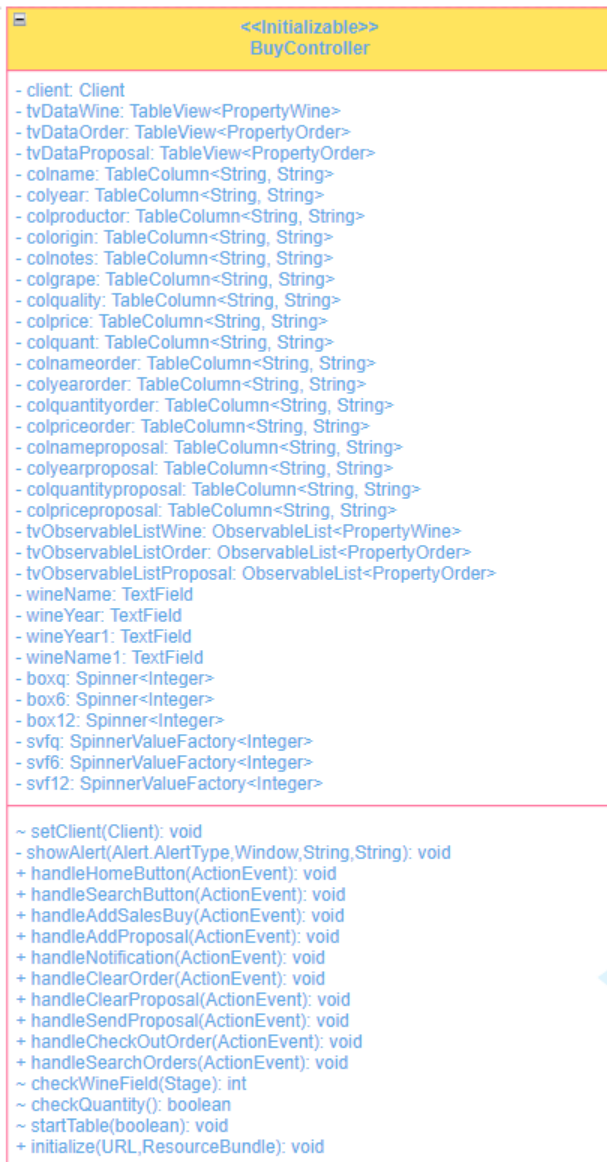 <<Initializable>>
BuyController
- client: Client
- tvDataWine: TableView<PropertyWine>
- tvDataOrder: TableView<PropertyOrder>
- tvDataProposal: TableView<PropertyOrder>
- colname: TableColumn<String, String>
- colyear: TableColumn<String, String>
- colproductor: TableColumn<String, String>
- colorigin: TableColumn<String, String>
- colnotes: TableColumn<String, String>
- colgrape: TableColumn<String, String>
- colquality: TableColumn<String, String>
- colprice: TableColumn<String, String>
- colquant: TableColumn<String, String>
- colnameorder: TableColumn<String, String>
- colyearorder: TableColumn<String, String>
- colquantityorder: TableColumn<String, String>
- colpriceorder: TableColumn<String, String>
- colnameproposal: TableColumn<String, String>
- colyearproposal: TableColumn<String, String>
- colquantityproposal: TableColumn<String, String>
- colpriceproposal: TableColumn<String, String>
- tvObservableListWine: ObservableList<PropertyWine>
- tvObservableListOrder: ObservableList<PropertyOrder>
- tvObservableListProposal: ObservableList<PropertyOrder>
- wineName: TextField
- wineYear: TextField
- wineYear1: TextField
- wineName1: TextField
- boxq: Spinner<Integer>
- box6: Spinner<Integer>
- box12: Spinner<Integer>
- svfq: SpinnerValueFactory<Integer>
- svf6: SpinnerValueFactory<Integer>
- svf12: SpinnerValueFactory<Integer>
~ setClient(Client): void
- showAlert(Alert.AlertType,Window,String,String): void
+ handleHomeButton(ActionEvent): void
+ handleSearchButton(ActionEvent): void
+ handleAddSalesBuy(ActionEvent): void
+ handleAddProposal(ActionEvent): void
+ handleNotification(ActionEvent): void
+ handleClearOrder(ActionEvent): void
+ handleClearProposal(ActionEvent): void
+ handleSendProposal(ActionEvent): void
+ handleCheckOutOrder(ActionEvent): void
+ handleSearchOrders(ActionEvent): void
~ checkWineField(Stage): int
~ checkQuantity(): boolean
~ startTable(boolean): void
+ initialize(URL,ResourceBundle): void